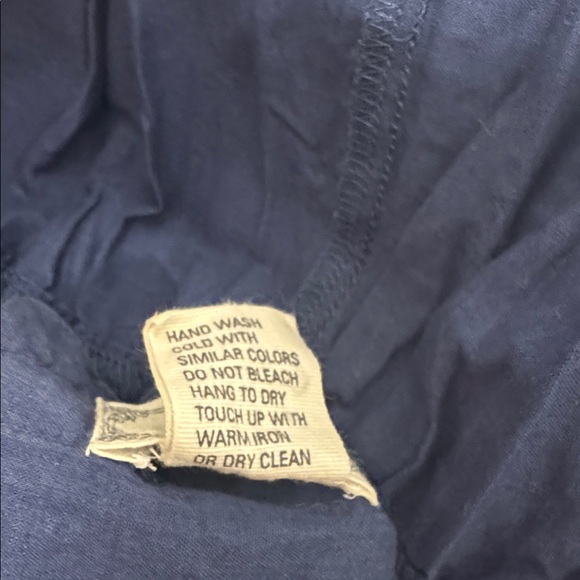 HAND WASH
COLD WITH
SIMILAR COLORS
DO NOT BLEACH
HANG TO DRY
TOUCH UP WITH
WARM IRON
OR DRY CLEAN